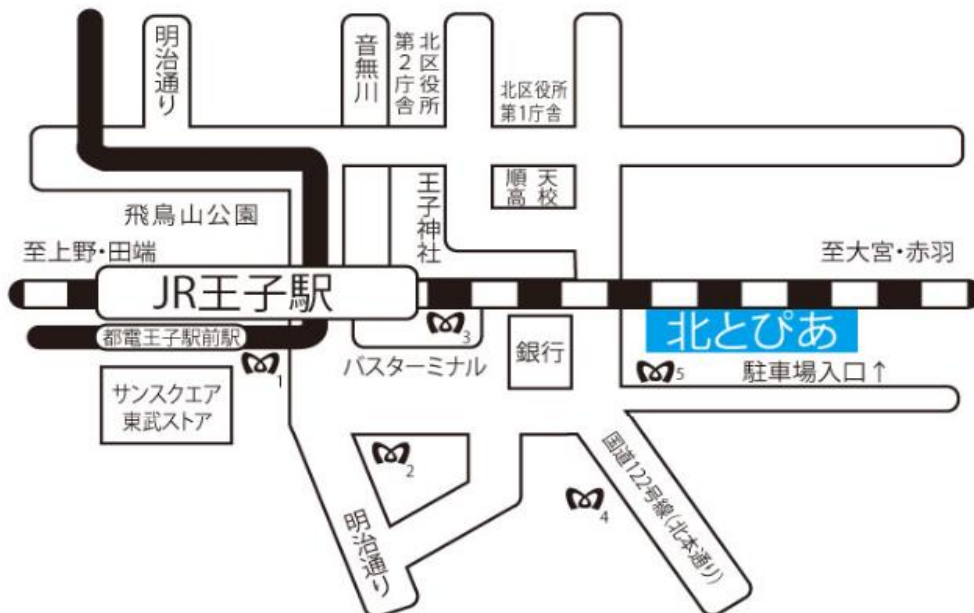 明治通り
音無川
北区役所
第2庁舎
北区役所
第1庁舎
順天
高校
王子神社
飛鳥山公園
至上野・田端
至大宮・赤羽
JR王子駅
都電王子駅前駅
北とぴあ
3
銀行
バスターミナル
1
5
駐車場入口↑
サンスクエア
東武ストア
2
4
国道122号線(北本通り)
明治通り